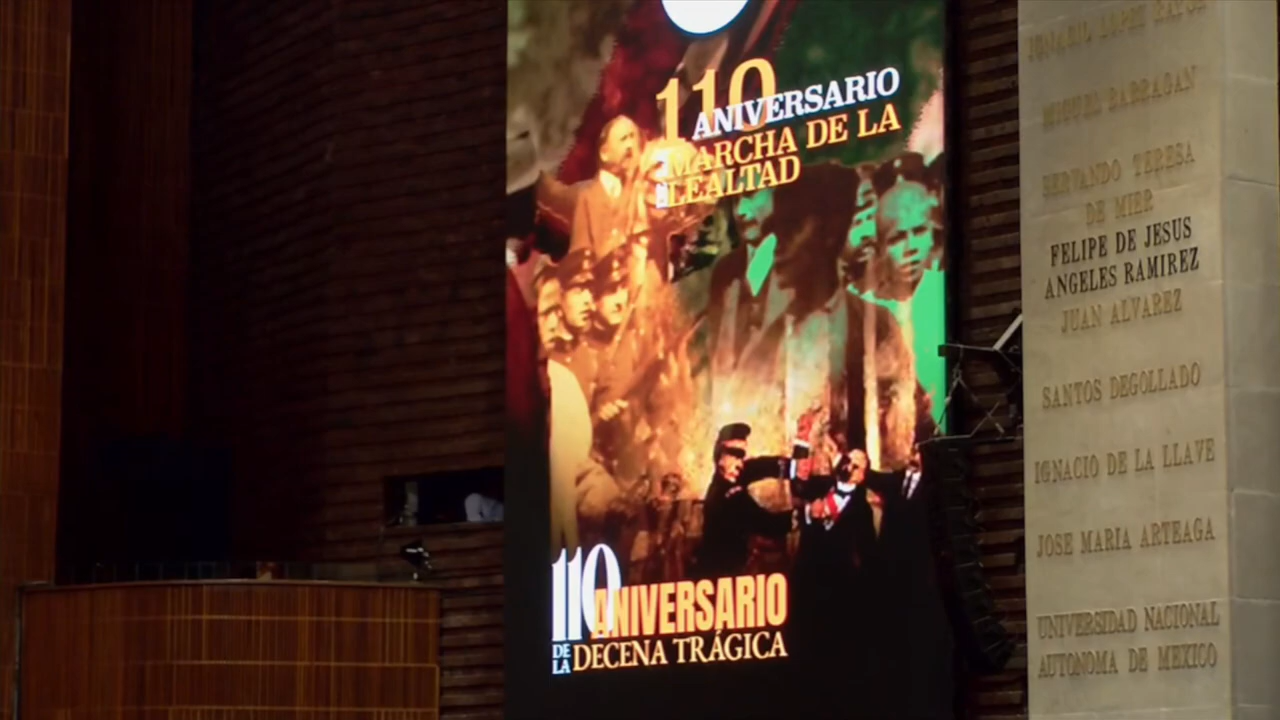 110
ANIVERSARIO
MARCHA DE LA
LEALTAD
110
ANIVERSARIO
DE LA DECENA TRÁGICA
MIGUEL BARRAGAN
SERVANDO TERESA
DE MIER
FELIPE DE JESUS
ANGELES RAMIREZ
JUAN ALVAREZ
SANTOS DEGOLLADO
IGNACIO DE LA LLAVE
JOSE MARIA ARTEAGA
UNIVERSIDAD NACIONAL
AUTONOMA DE MEXICO